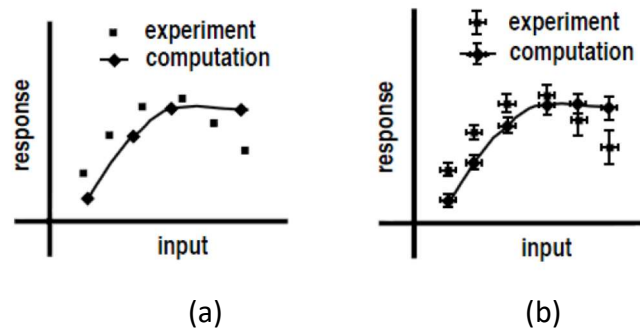 experiment
computation
response
input
(a)
experiment
computation
response
input
(b)